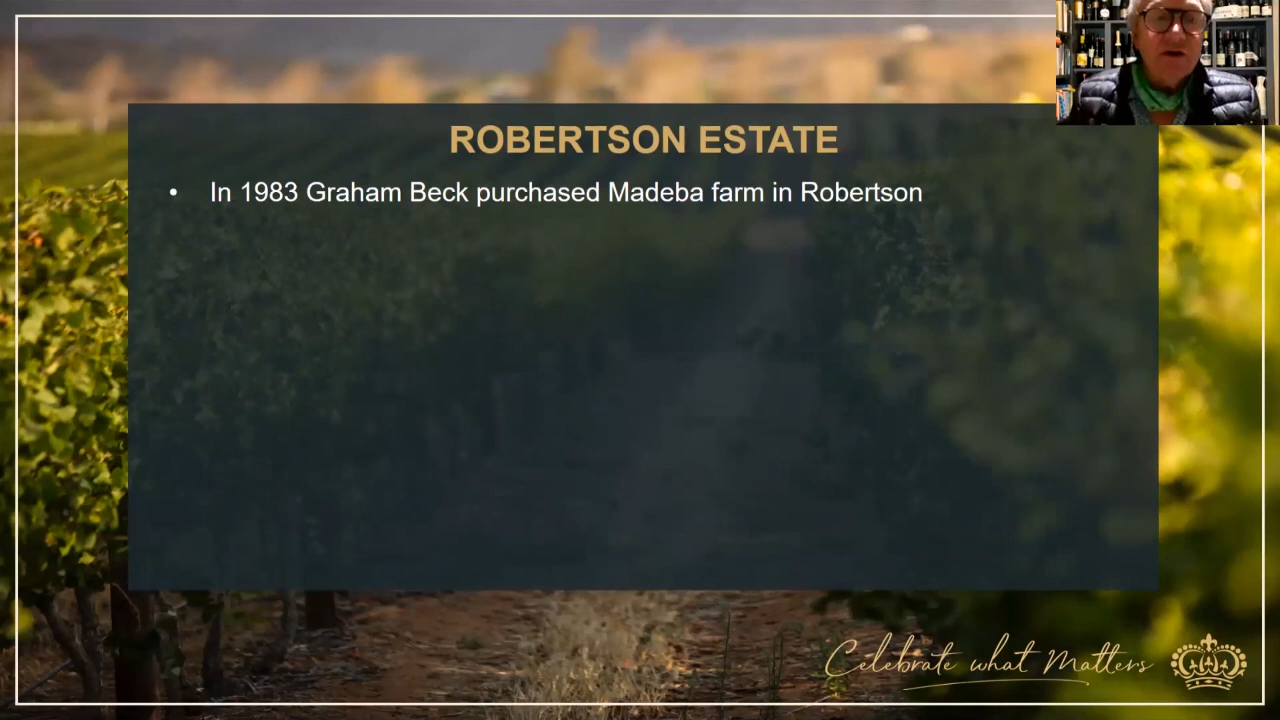 ROBERTSON ESTATE
• In 1983 Graham Beck purchased Madeba farm in Robertson
Celebrate what Matters